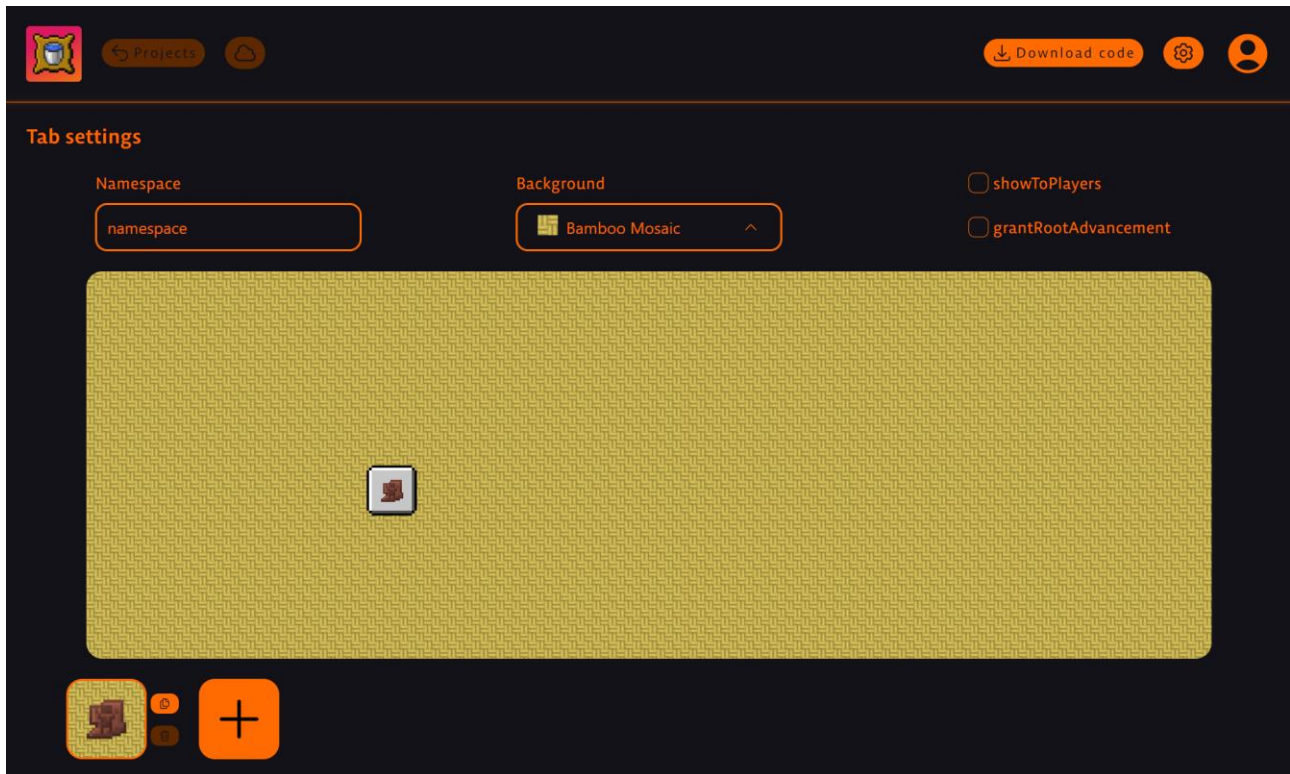 Projects
Download code
Tab settings
Namespace
Background
showToPlayers
namespace
Bamboo Mosaic
grantRootAdvancement